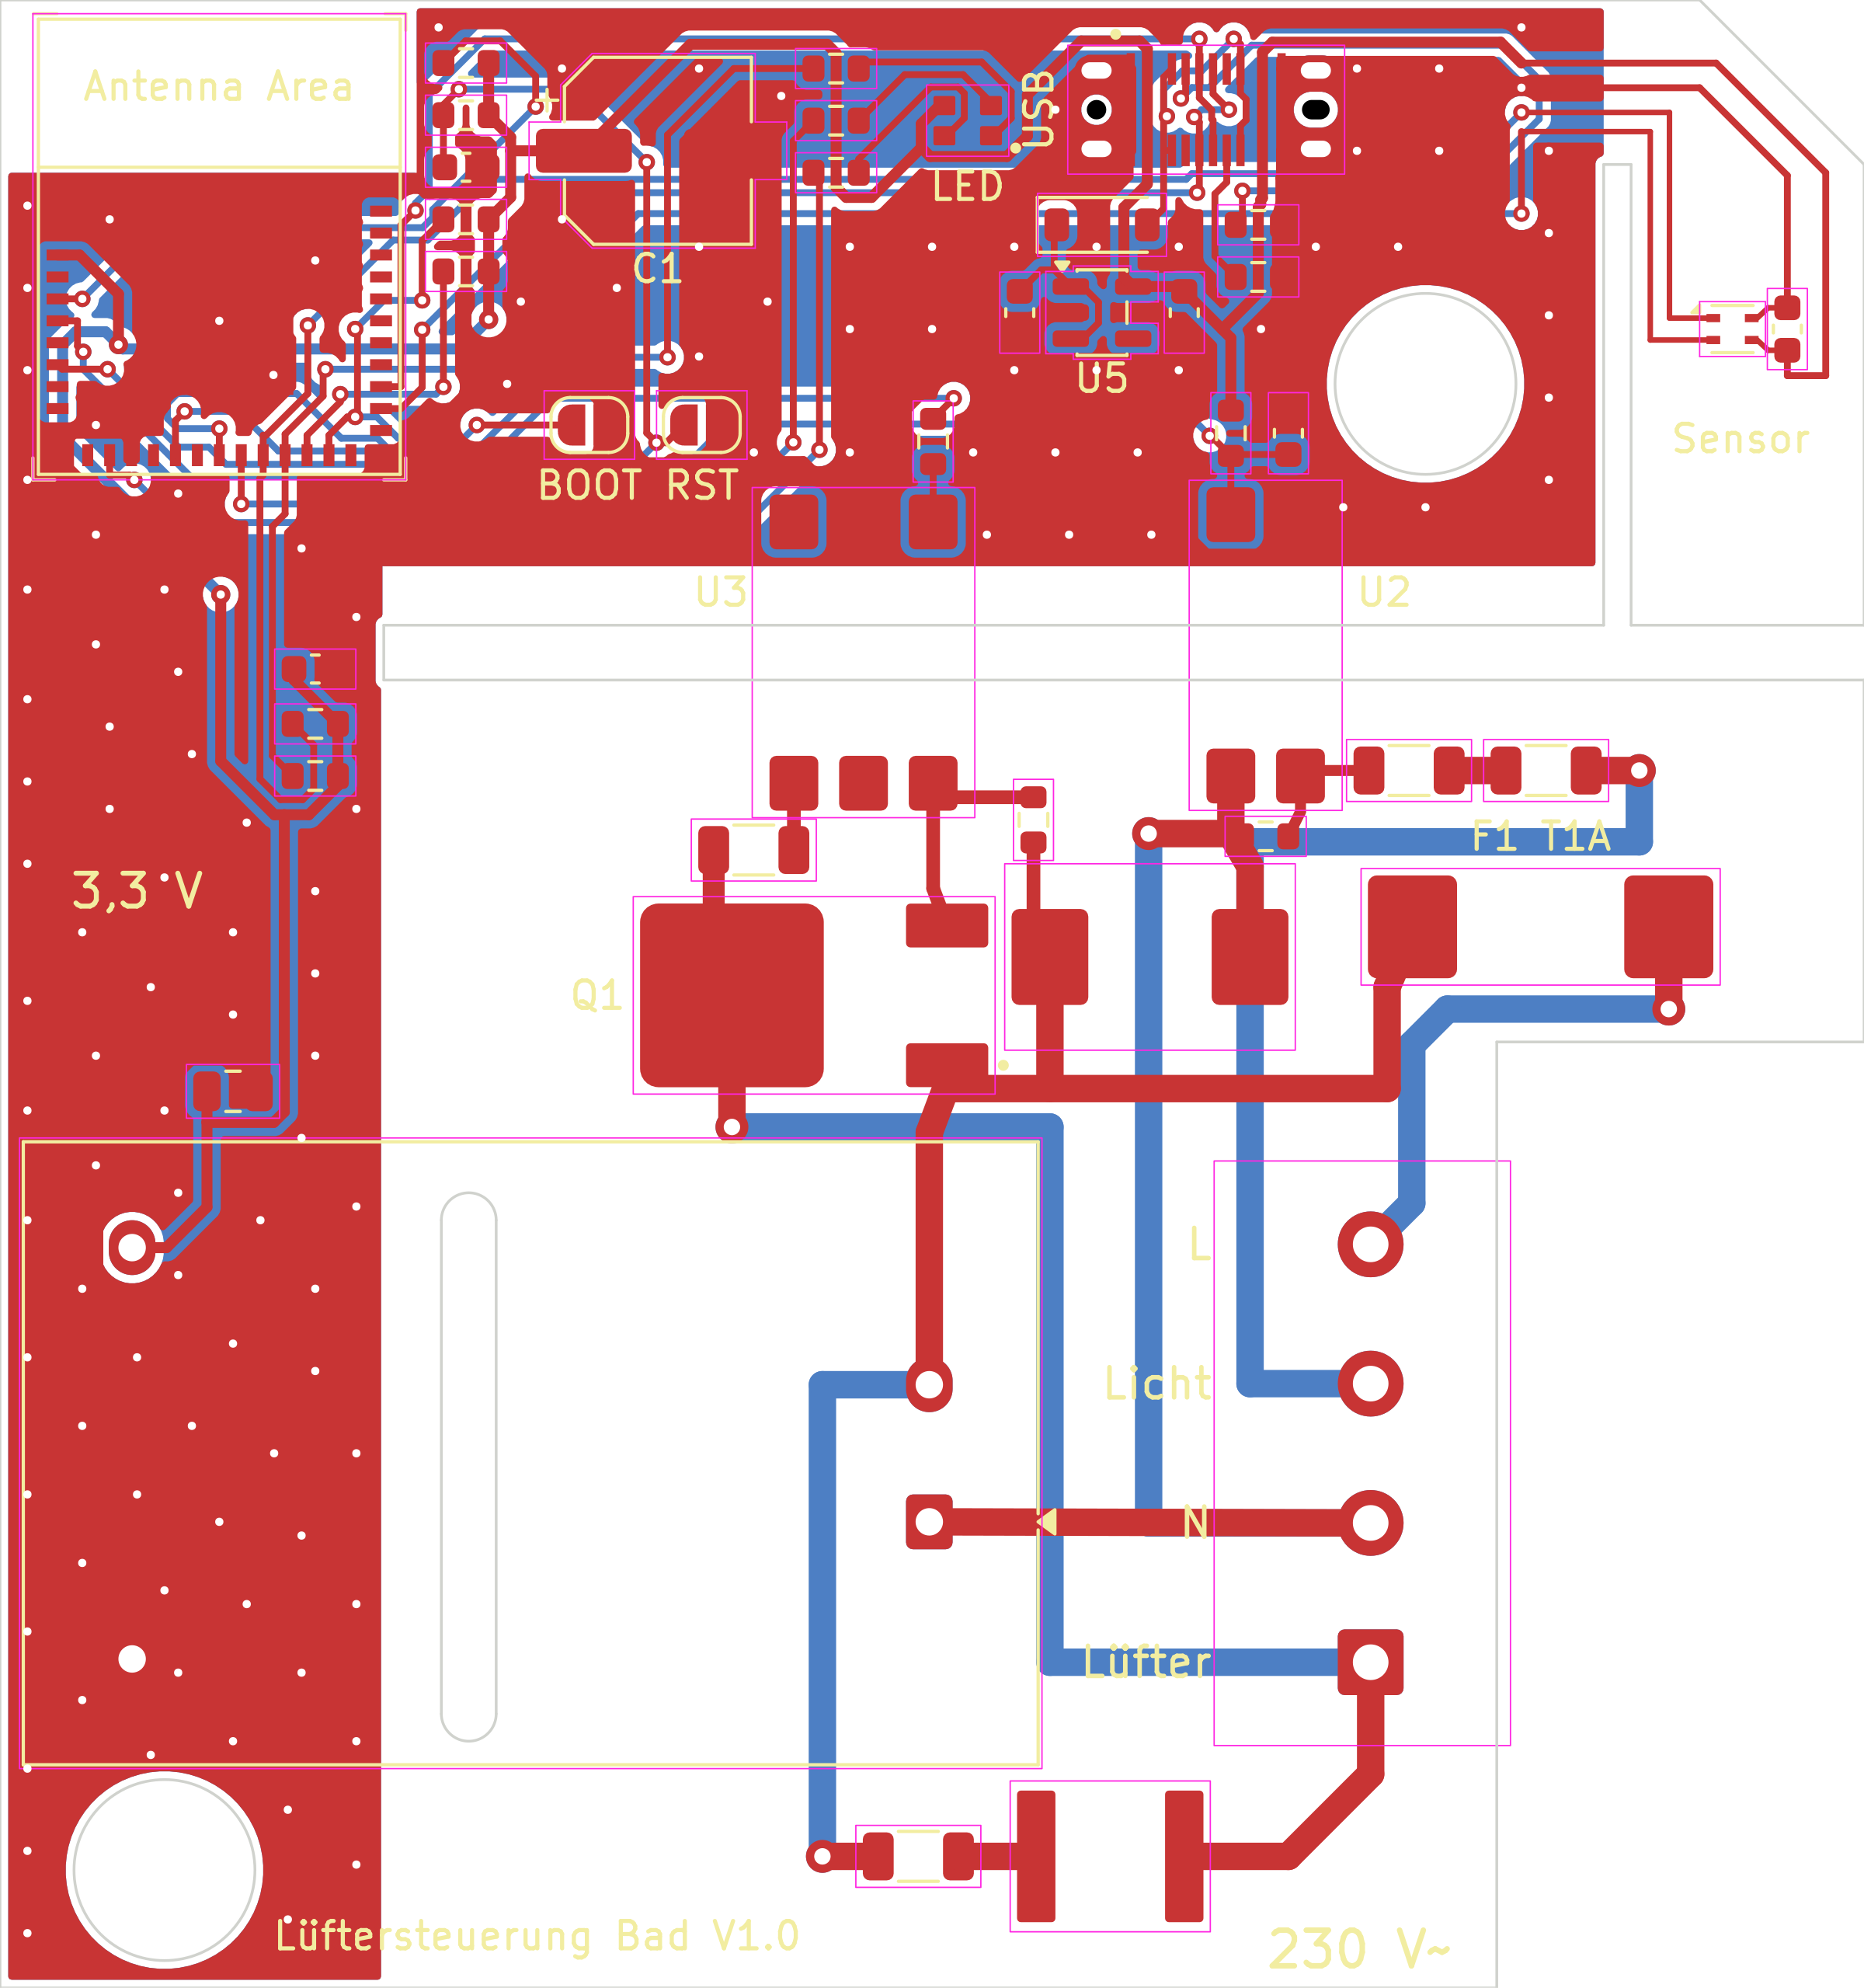 Antenna Area
+
USB
LED
C1
U5
Sensor
BOOT RST
U3
U2
F1 T1A
3,3 V
Q1
L
Licht
N
Lüfter
Lüftersteuerung Bad V1.0
230 V~